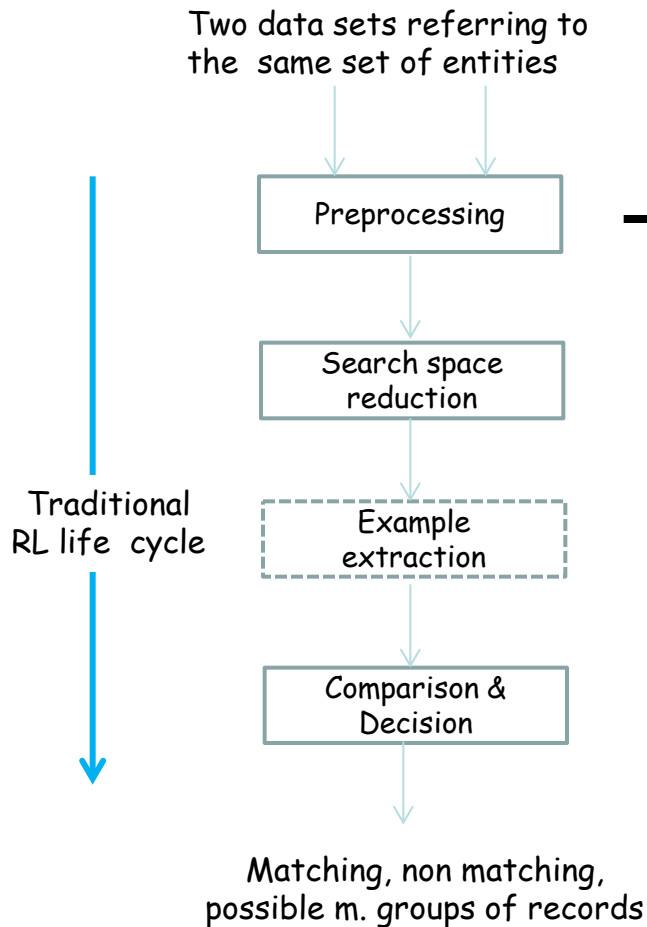 Two data sets referring to
the same set of entities
Preprocessing
Search space
reduction
Traditional
RL life cycle
Example
extraction
Comparison &
Decision
Matching, non matching,
possible m. groups of records